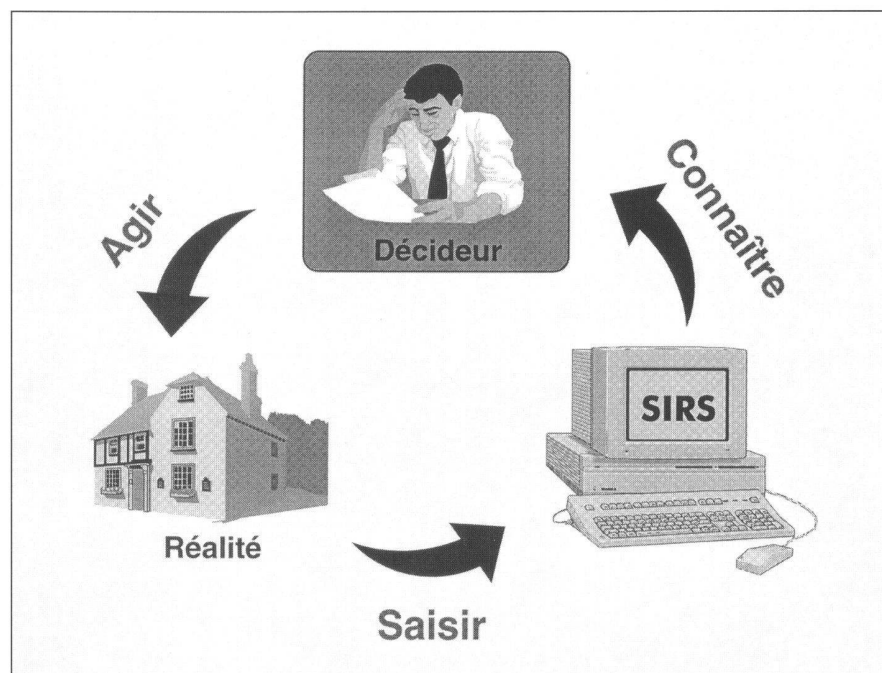 Décideur
Agir
Connaître
SIRS
Réalité
Saisir